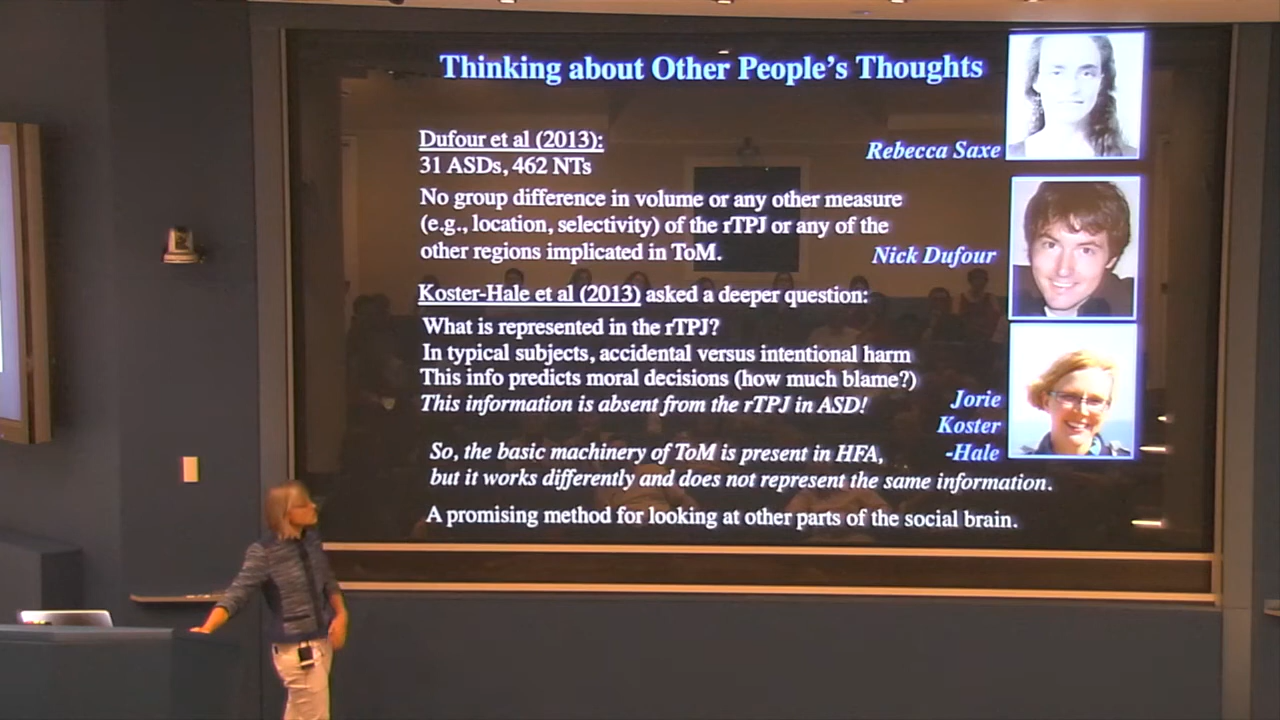 Thinking about Other People's Thoughts
Dufour et al (2013):
31 ASDs, 462 NTs
Rebecca Saxe
No group difference in volume or any other measure
(e.g., location, selectivity) of the rTPJ or any of the
other regions implicated in ToM.
Nick Dufour
Koster-Hale et al (2013) asked a deeper question:
What is represented in the rTPJ?
In typical subjects, accidental versus intentional harm
This info predicts moral decisions (how much blame?)
This information is absent from the rTPJ in ASD!
Jorie
Koster
-Hale
So, the basic machinery of ToM is present in HFA,
but it works differently and does not represent the same information.
A promising method for looking at other parts of the social brain.